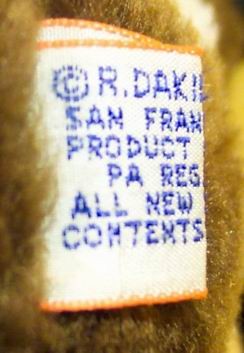 © R.DAKI
SAN FRAN
PRODUCT
PA REG
ALL NEW
CONTENTS